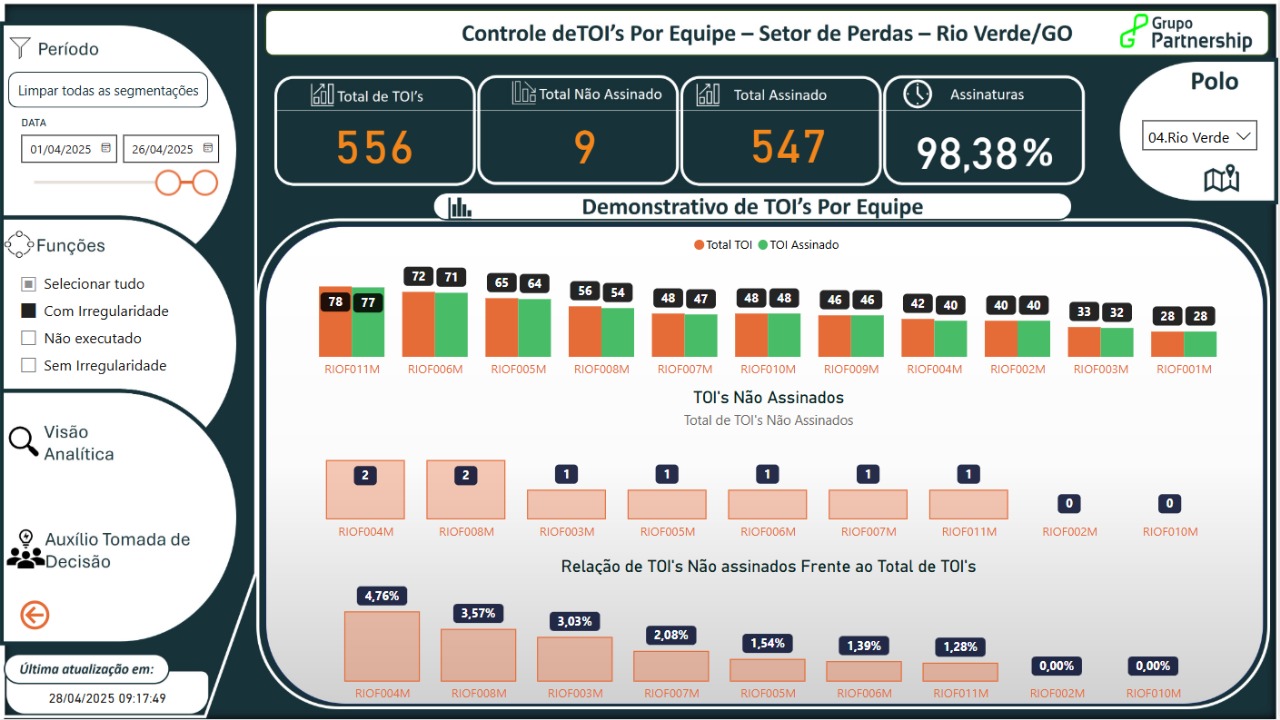 Controle deTOI’s Por Equipe – Setor de Perdas – Rio Verde/GO
Grupo
Partnership
Período
Limpar todas as segmentações
DATA
01/04/2025 26/04/2025
Total de TOI’s
556
Total Não Assinado
9
Total Assinado
547
Assinaturas
98,38%
Polo
04.Rio Verde
Funções
Selecionar tudo
Com Irregularidade
Não executado
Sem Irregularidade
Visão
Analítica
Auxílio Tomada de
Decisão
Última atualização em:
28/04/2025 09:17:49
Demonstrativo de TOI’s Por Equipe
Total TOI TOI Assinado
78 77 72 71 65 64 56 54 48 47 48 48 46 46 42 40 40 40 33 32 28 28
RIOF011M RIOF006M RIOF005M RIOF008M RIOF007M RIOF010M RIOF009M RIOF004M RIOF002M RIOF003M RIOF001M
TOI's Não Assinados
Total de TOI's Não Assinados
2 2 1 1 1 1 1 0 0
RIOF004M RIOF008M RIOF003M RIOF005M RIOF006M RIOF007M RIOF011M RIOF002M RIOF010M
Relação de TOI's Não assinados Frente ao Total de TOI's
4,76% 3,57% 3,03% 2,08% 1,54% 1,39% 1,28% 0,00% 0,00%
RIOF004M RIOF008M RIOF003M RIOF007M RIOF005M RIOF006M RIOF011M RIOF002M RIOF010M